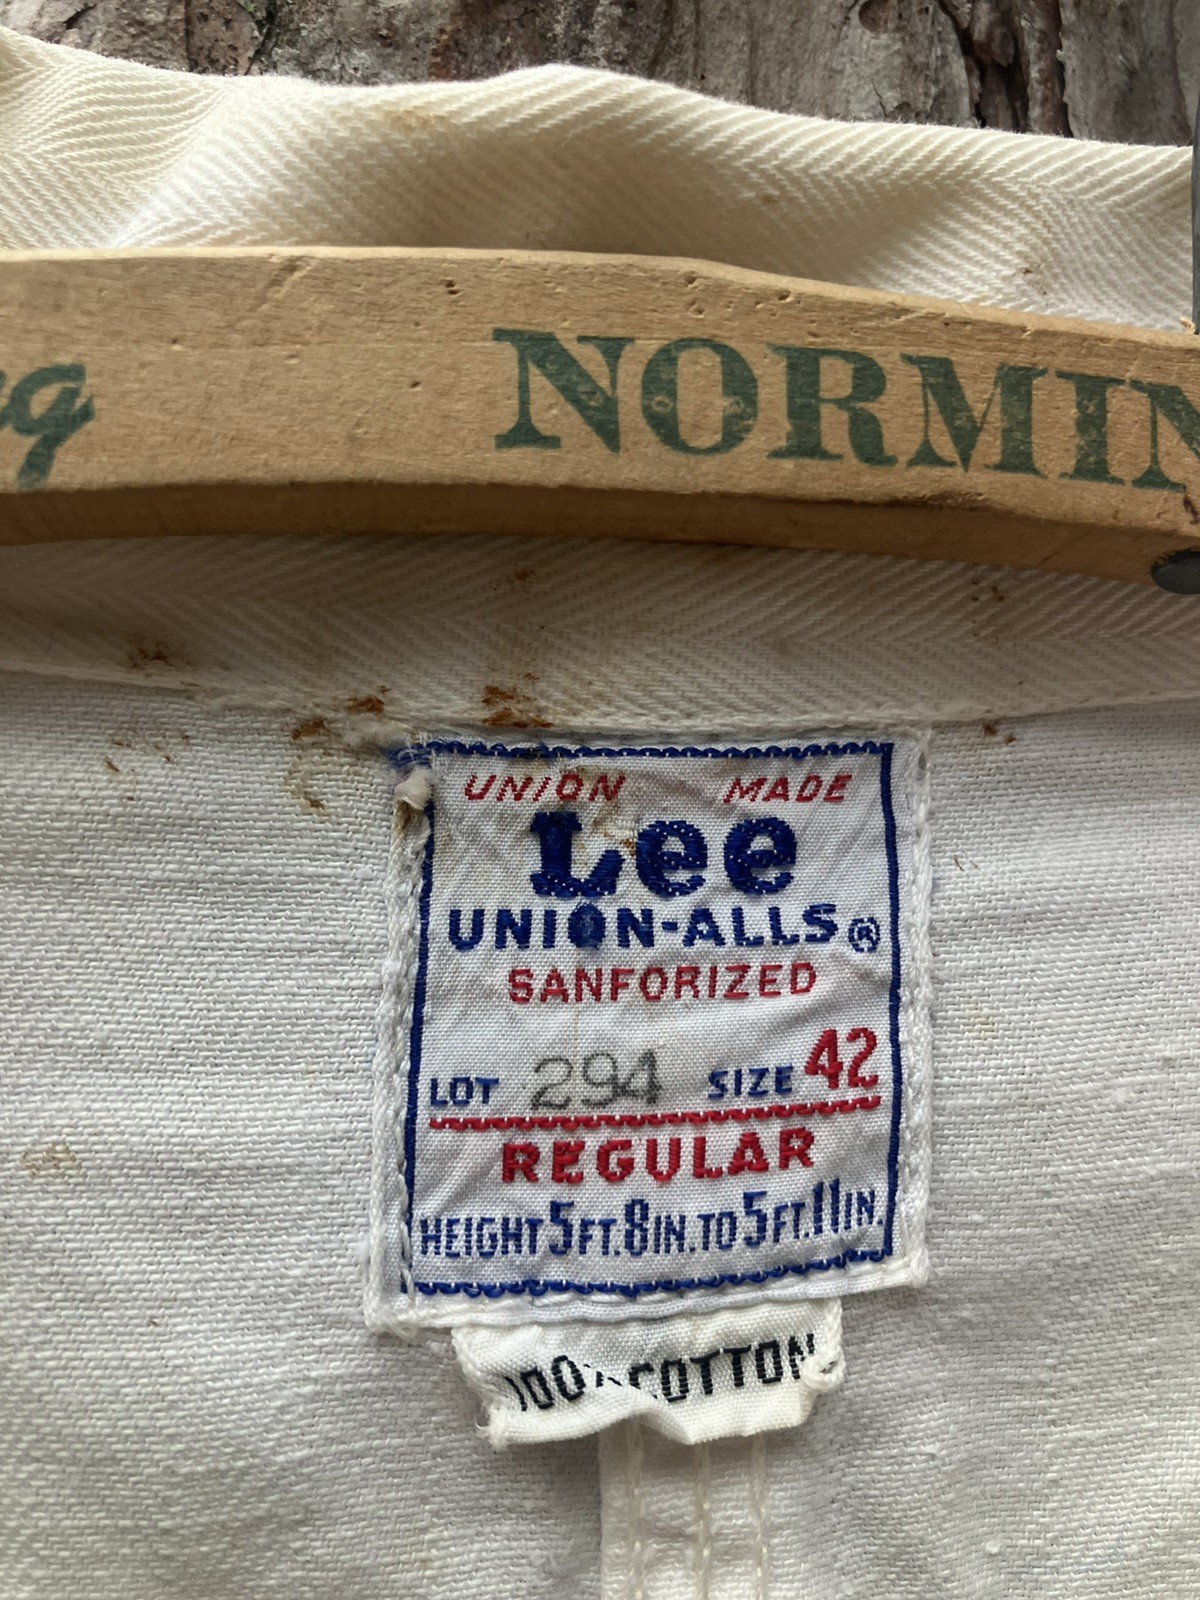 NORMIN
UNION MADE
Lee
UNION-ALLS®
SANFORIZED
LOT 294 SIZE 42
REGULAR
HEIGHT 5FT.8IN.TO 5FT.11IN.
100% COTTON